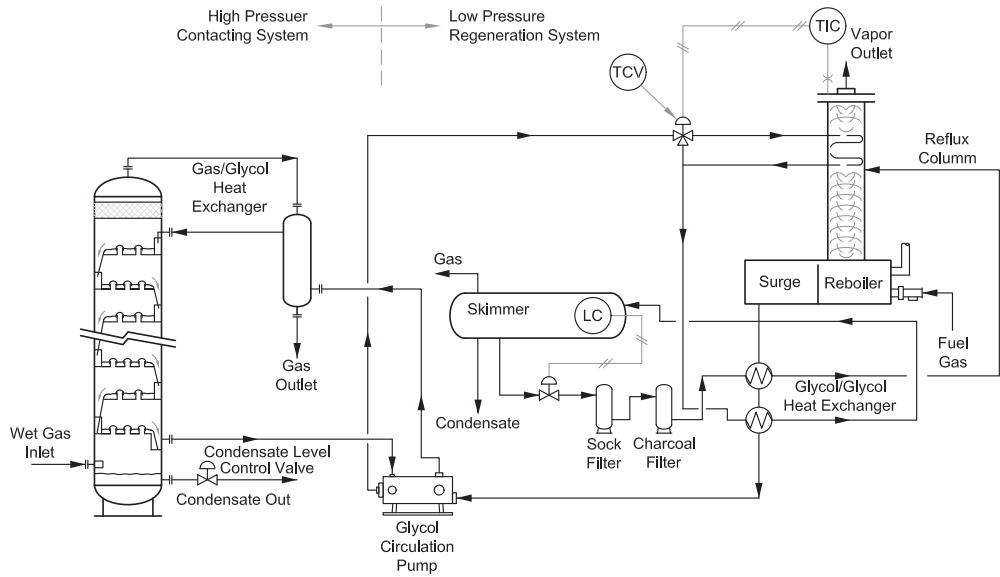 High Pressuer
Contacting System
Low Pressure
Regeneration System
TIC
Vapor
Outlet
TCV
Reflux
Columm
Gas/Glycol
Heat
Exchanger
Gas
Skimmer
LC
Surge
Reboiler
Fuel
Gas
Gas
Outlet
Condensate
Glycol/Glycol
Heat Exchanger
Sock
Filter
Charcoal
Filter
Wet Gas
Inlet
Condensate Level
Control Valve
Condensate Out
Glycol
Circulation
Pump